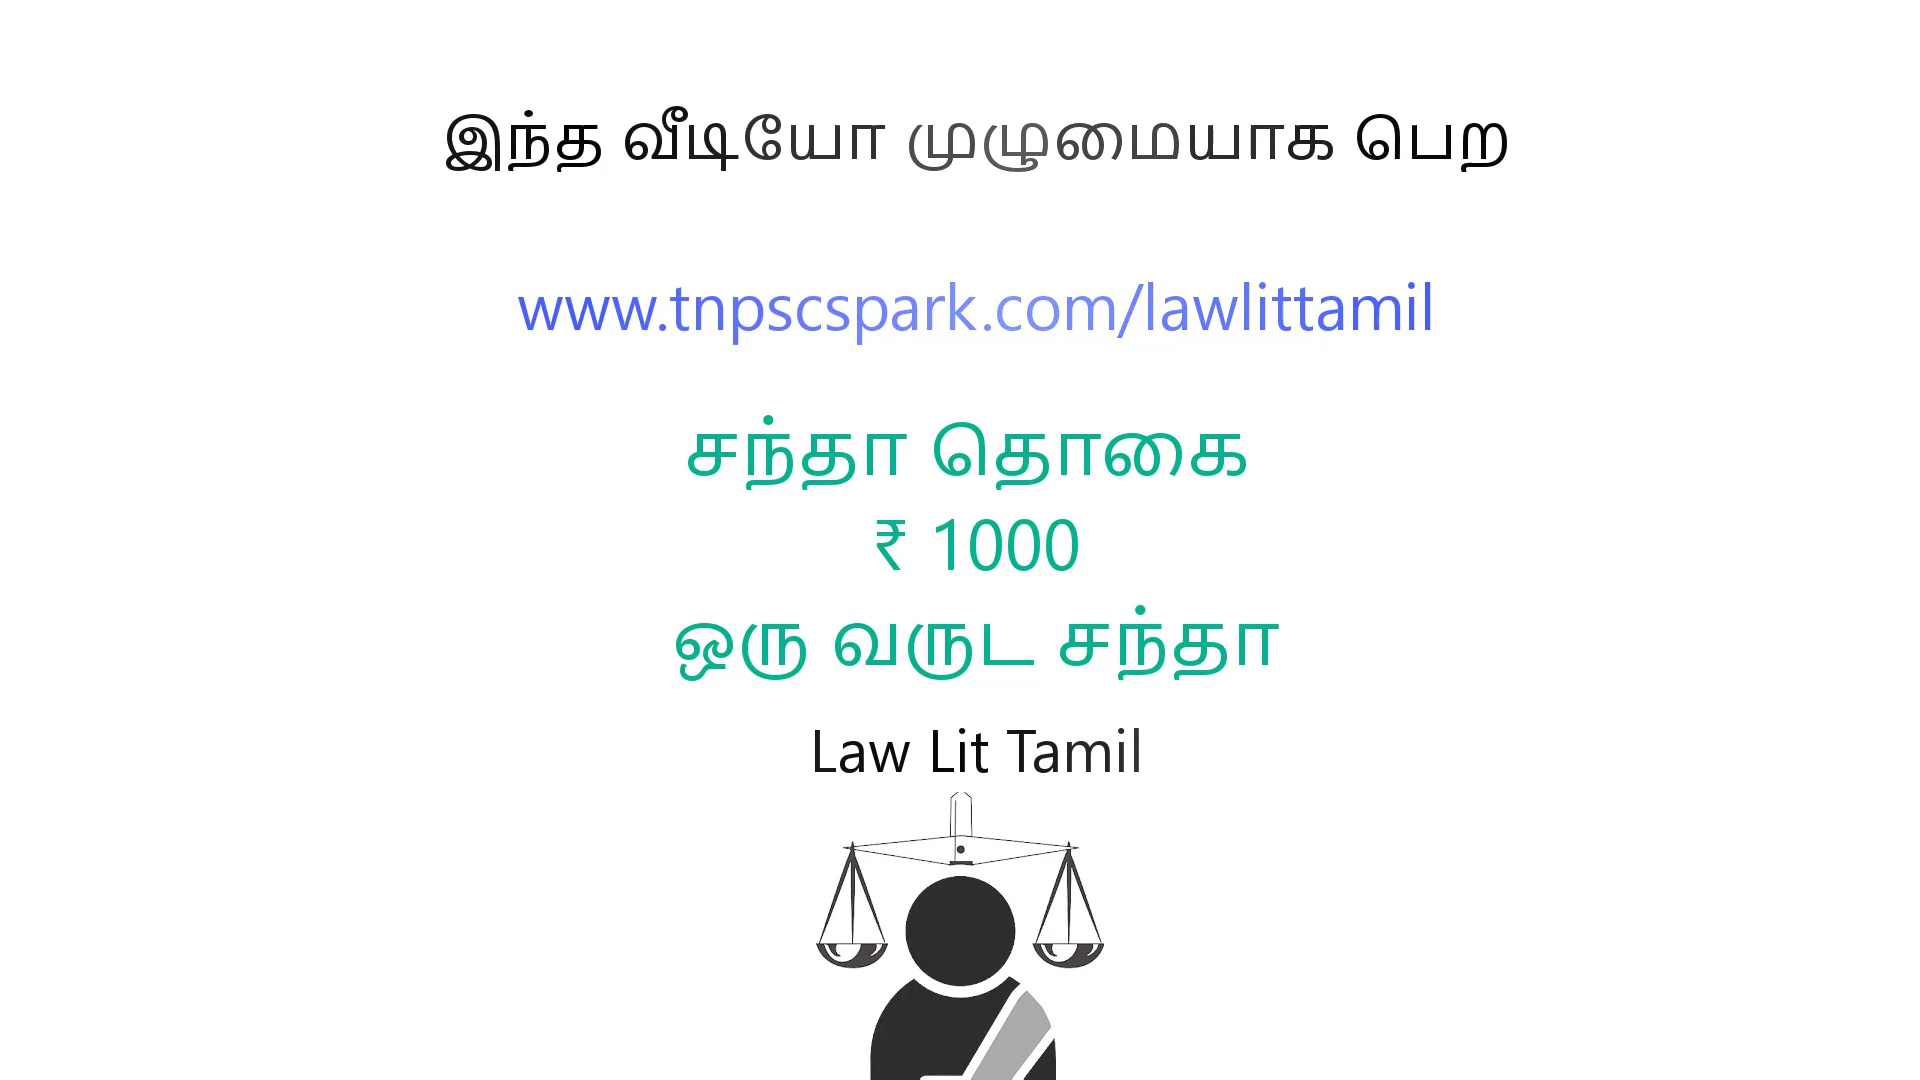 இந்த வீடியோ முழுமையாக பெற
www.tnpscspark.com/lawlittamil
சந்தா தொகை
₹ 1000
ஒரு வருட சந்தா
Law Lit Tamil